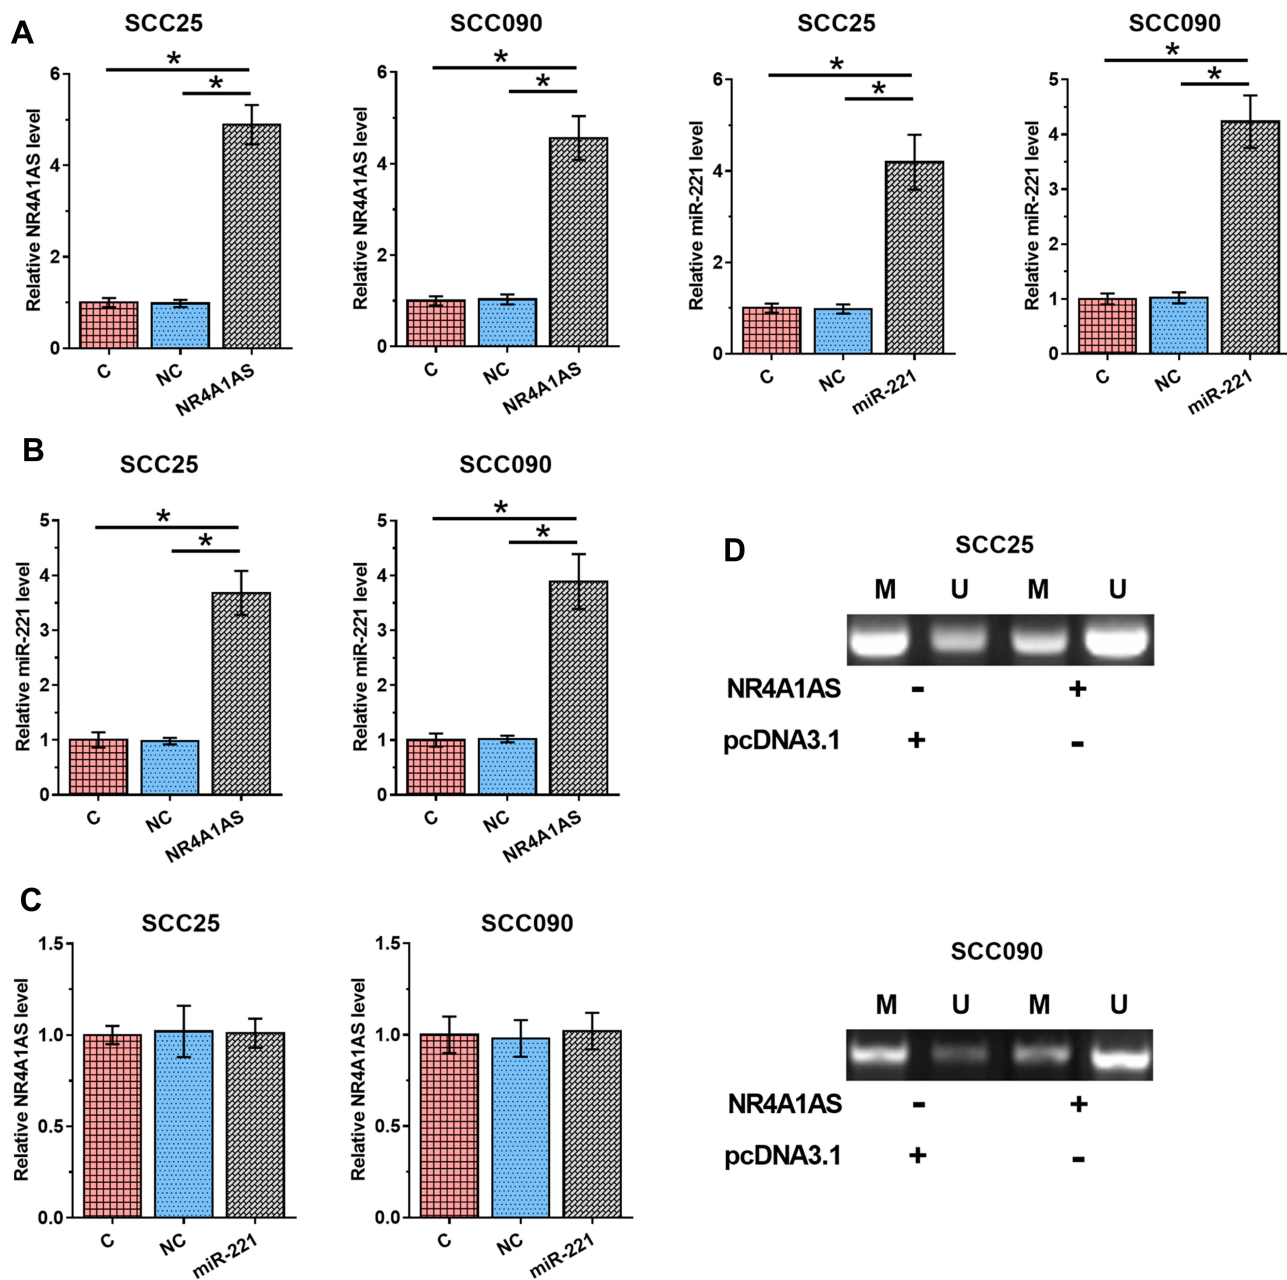 A
SCC25
SCC090
SCC25
SCC090
* * * *
* * * *
Relative NR4A1AS level
6
4
2
0
C
NC
NR4A1AS
Relative NR4A1AS level
6
4
2
0
C
NC
NR4A1AS
Relative miR-221 level
6
4
2
0
C
NC
miR-221
Relative miR-221 level
5
4
3
2
1
0
C
NC
miR-221
B
SCC25
SCC090
* *
* *
Relative miR-221 level
5
4
3
2
1
0
C
NC
NR4A1AS
Relative miR-221 level
5
4
3
2
1
0
C
NC
NR4A1AS
C
SCC25
SCC090
Relative NR4A1AS level
1.5
1.0
0.5
0.0
C
NC
miR-221
Relative NR4A1AS level
1.5
1.0
0.5
0.0
C
NC
miR-221
D
SCC25
M U M U
NR4A1AS - +
pcDNA3.1 + -
SCC090
M U M U
NR4A1AS - +
pcDNA3.1 + -